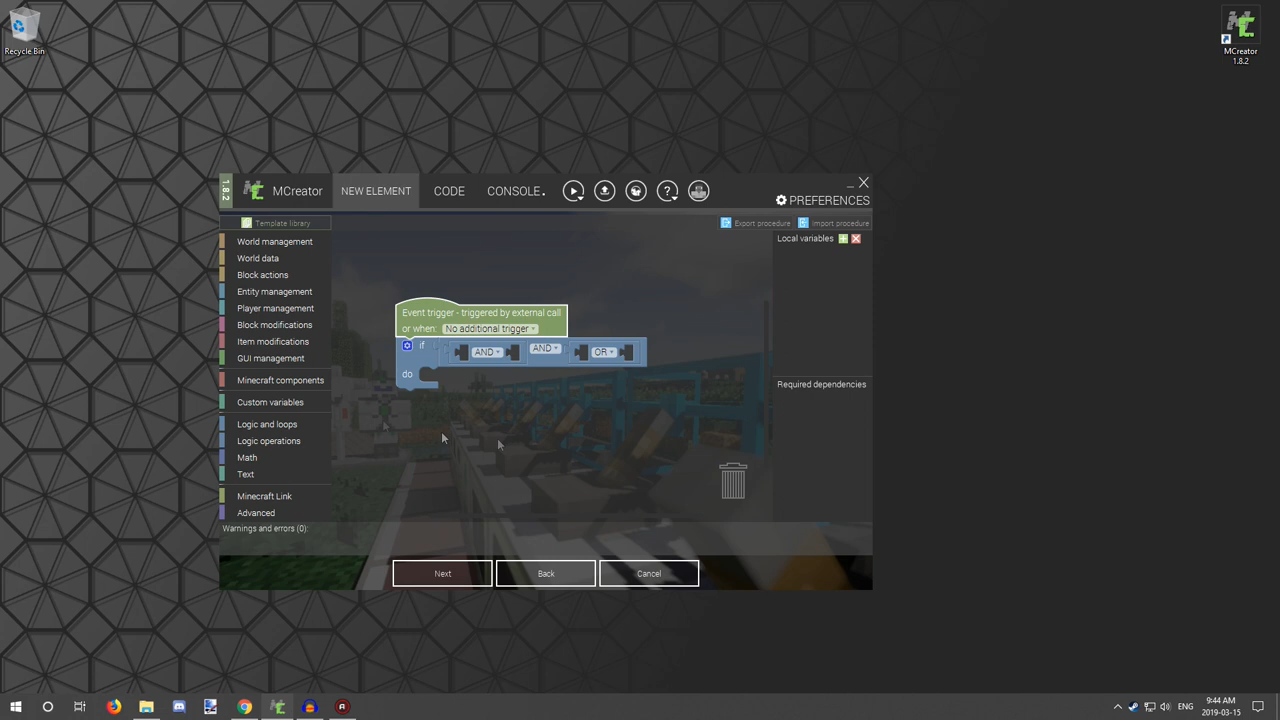 Recycle Bin
MCreator
1.8.2
1.8.2
MCreator
NEW ELEMENT
CODE
CONSOLE.
PREFERENCES
Template library
Export procedure
Import procedure
World management
World data
Block actions
Entity management
Player management
Block modifications
Item modifications
GUI management
Minecraft components
Custom variables
Logic and loops
Logic operations
Math
Text
Minecraft Link
Advanced
Event trigger - triggered by external call
or when: No additional trigger
if AND AND OR
do
Local variables
Required dependencies
Warnings and errors (0):
Next
Back
Cancel
ENG
9:44 AM
2019-03-15